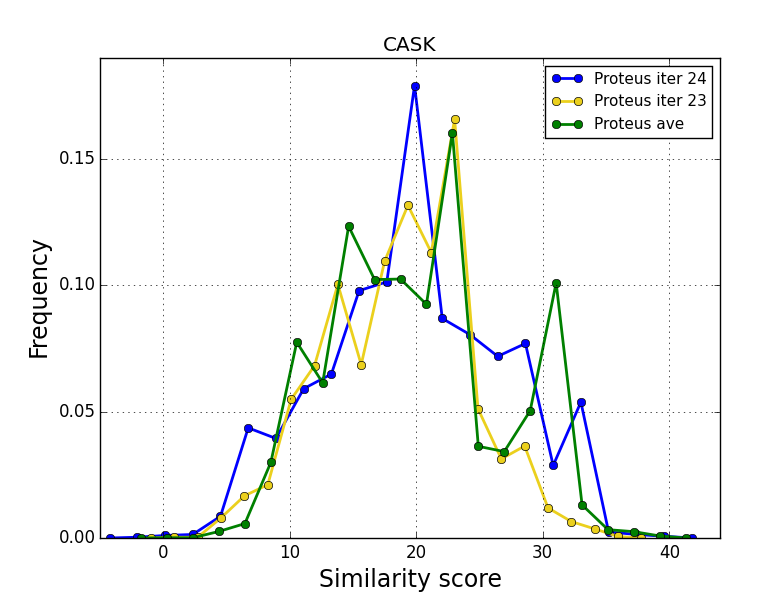 CASK
Proteus iter 24
Proteus iter 23
Proteus ave
Frequency
0.15
0.10
0.05
0.00
0 10 20 30 40
Similarity score